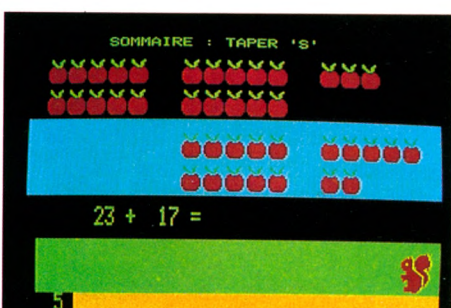 SOMMAIRE : TAPER 'S'
23 + 17 =
5